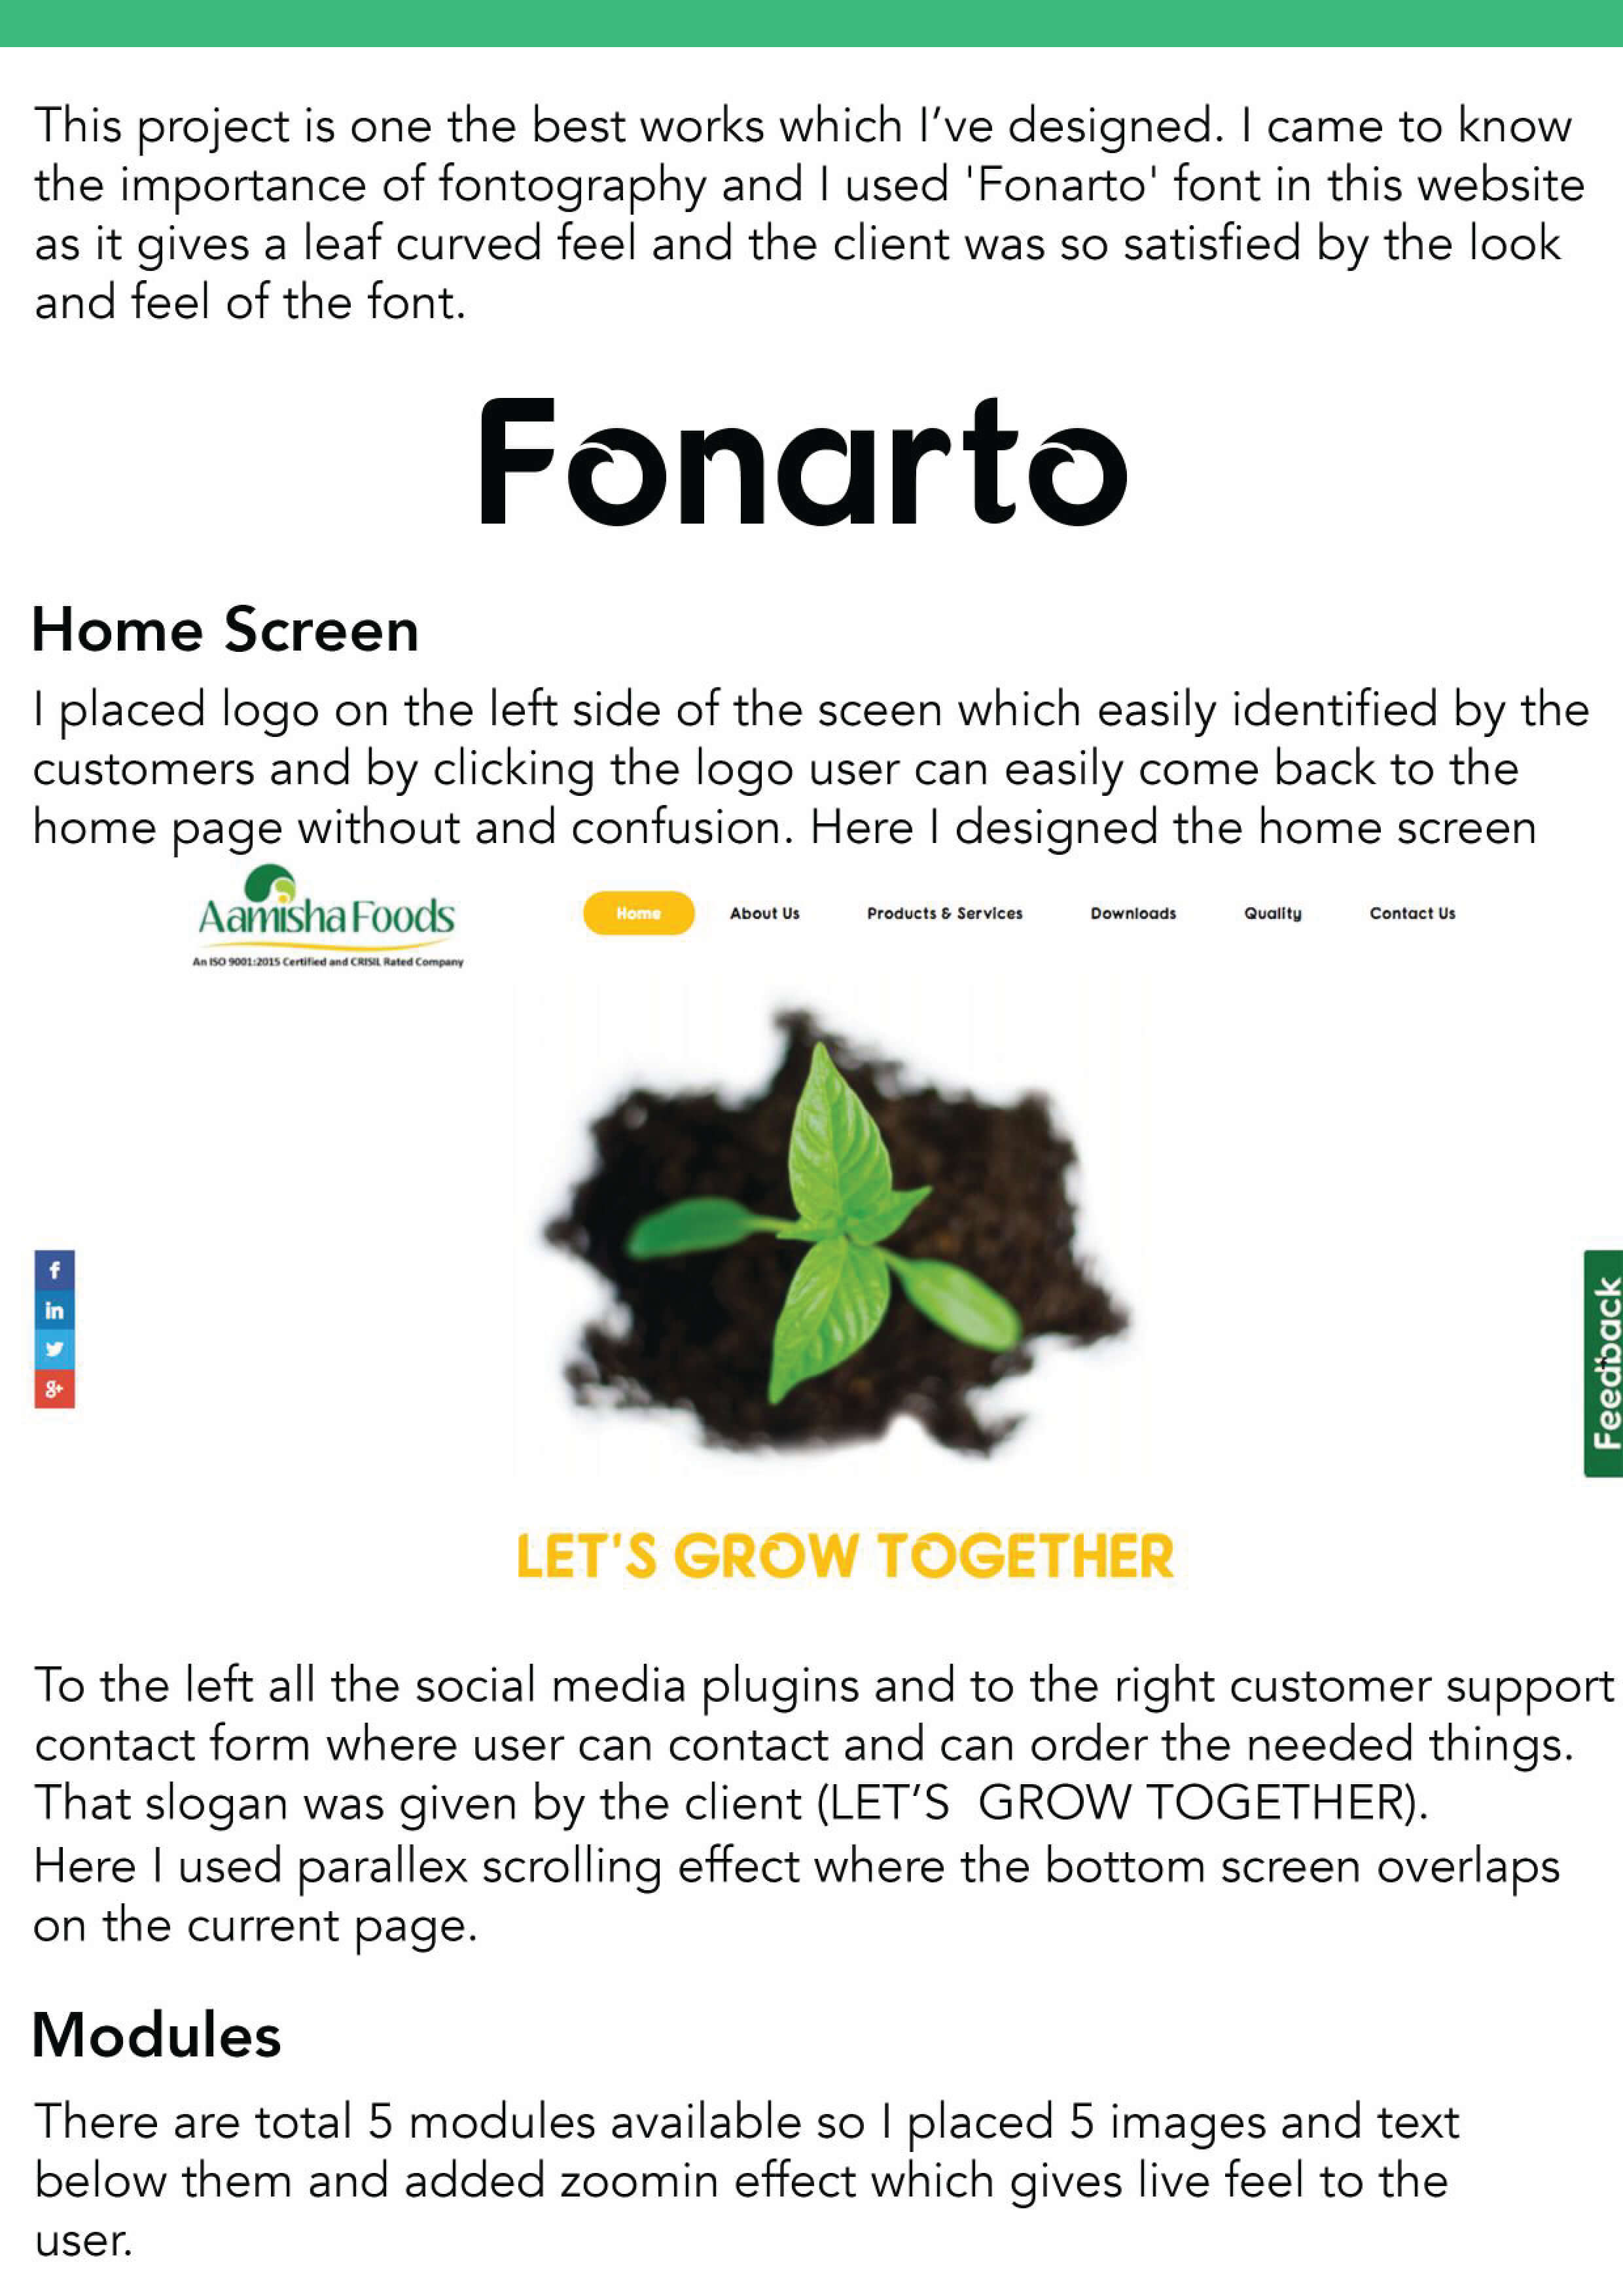 This project is one the best works which I’ve designed. I came to know
the importance of fontography and I used 'Fonarto' font in this website
as it gives a leaf curved feel and the client was so satisfied by the look
and feel of the font.
Fonarto
Home Screen
I placed logo on the left side of the sceen which easily identified by the
customers and by clicking the logo user can easily come back to the
home page without and confusion. Here I designed the home screen
Aamisha Foods
An ISO 9001:2015 Certified and CRISIL Rated Company
Home About Us Products & Services Downloads Quality Contact Us
f
in
g+
Feedback
LET'S GROW TOGETHER
To the left all the social media plugins and to the right customer support
contact form where user can contact and can order the needed things.
That slogan was given by the client (LET’S GROW TOGETHER).
Here I used parallex scrolling effect where the bottom screen overlaps
on the current page.
Modules
There are total 5 modules available so I placed 5 images and text
below them and added zoomin effect which gives live feel to the
user.